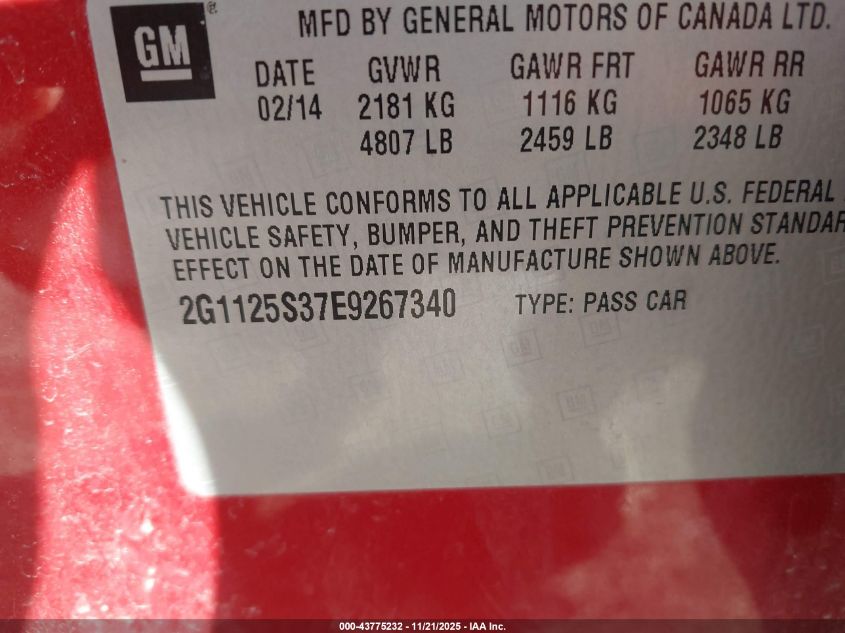 GM®
MFD BY GENERAL MOTORS OF CANADA LTD.
DATE GVWR GAWR FRT GAWR RR
02/14 2181 KG 1116 KG 1065 KG
4807 LB 2459 LB 2348 LB
THIS VEHICLE CONFORMS TO ALL APPLICABLE U.S. FEDERAL
VEHICLE SAFETY, BUMPER, AND THEFT PREVENTION STANDAR
EFFECT ON THE DATE OF MANUFACTURE SHOWN ABOVE.
2G1125S37E9267340 TYPE: PASS CAR
000-43775232 - 11/21/2025 - IAA Inc.